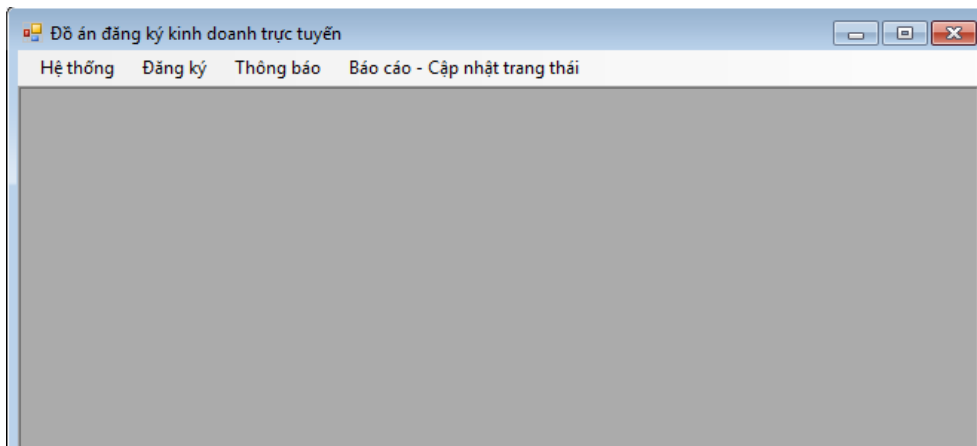 Đồ án đăng ký kinh doanh trực tuyến
Hệ thống Đăng ký Thông báo Báo cáo - Cập nhật trang thái